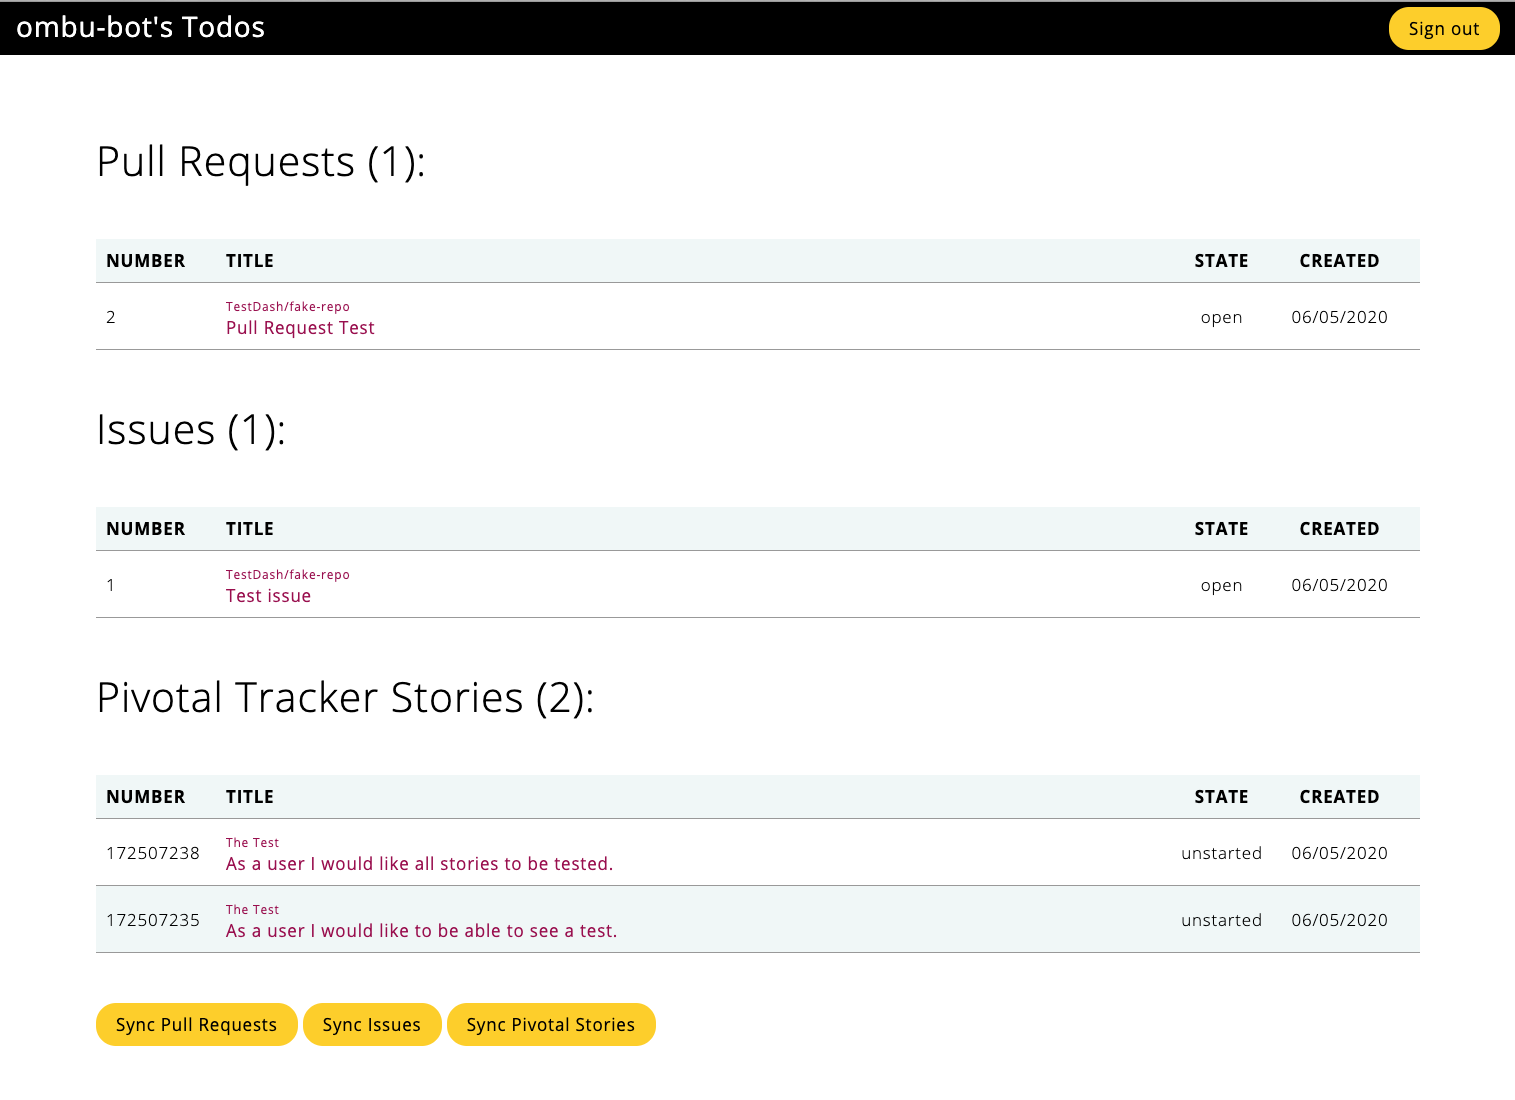 ombu-bot's Todos
Sign out
Pull Requests (1):
NUMBER TITLE STATE CREATED
TestDash/fake-repo
2 Pull Request Test open 06/05/2020
Issues (1):
NUMBER TITLE STATE CREATED
TestDash/fake-repo
1 Test issue open 06/05/2020
Pivotal Tracker Stories (2):
NUMBER TITLE STATE CREATED
The Test
172507238 As a user I would like all stories to be tested. unstarted 06/05/2020
The Test
172507235 As a user I would like to be able to see a test. unstarted 06/05/2020
Sync Pull Requests Sync Issues Sync Pivotal Stories